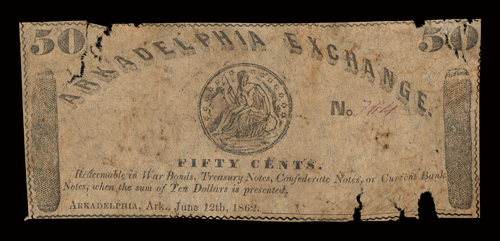 50 50
ARKADELPHIA EXCHANGE.
No.
FIFTY CENTS.
Redeemable in War Bonds, Treasury Notes, Confederate Notes, or Current Bank
Notes, when the sum of Ten Dollars is presented,
ARKADELPHIA, Ark., June 12th, 1862.